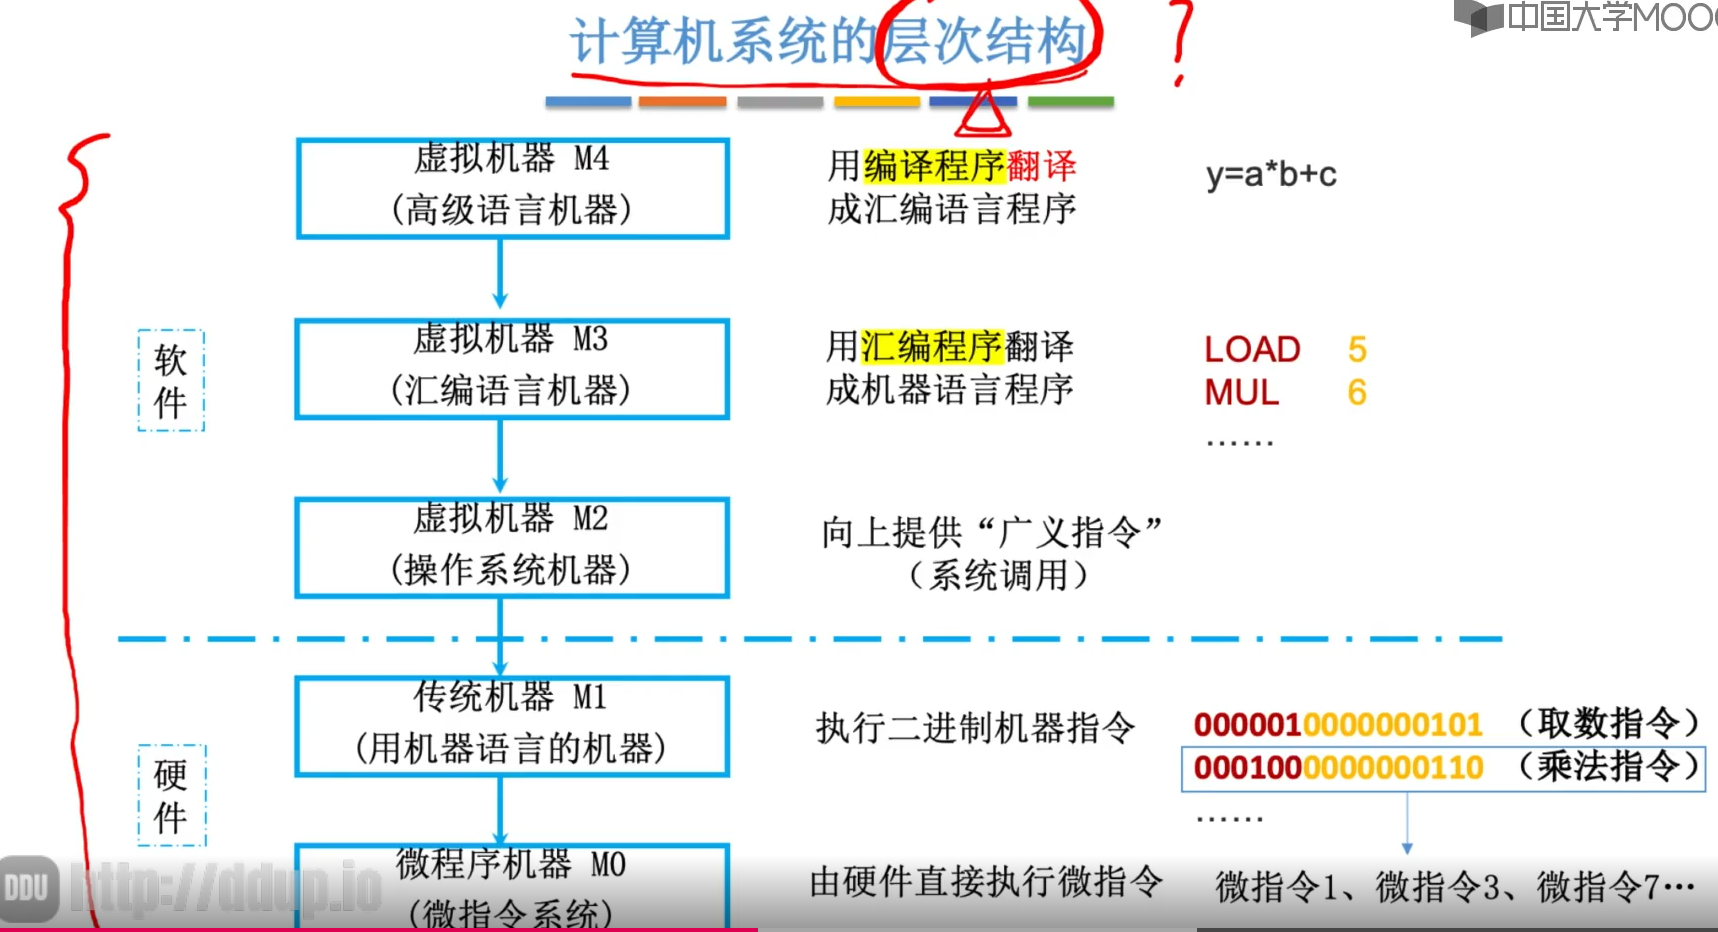 计算机系统的层次结构
?
中国大学MOOC
虚拟机器 M4
(高级语言机器)
用编译程序翻译
成汇编语言程序
y=a*b+c
软件
虚拟机器 M3
(汇编语言机器)
用汇编程序翻译
成机器语言程序
LOAD 5
MUL 6
……
虚拟机器 M2
(操作系统机器)
向上提供“广义指令”
（系统调用）
硬件
传统机器 M1
(用机器语言的机器)
执行二进制机器指令
0000010000000101 （取数指令）
0001000000000110 （乘法指令）
……
微程序机器 M0
(微指令系统)
由硬件直接执行微指令
微指令1、微指令3、微指令7…
DDU http://ddup.io